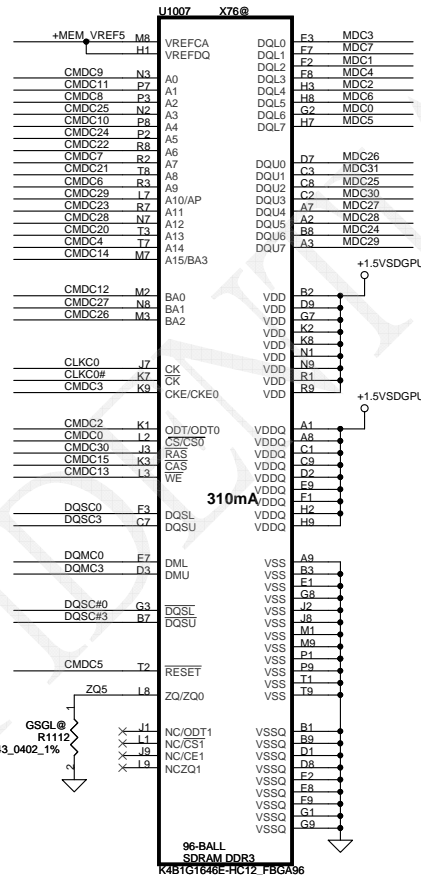 U1007 X76@
+MEM_VREF5 M8 VREFCA E3 MDC3
H1 VREFDQ DQL0 F7 MDC7
DQL1 F2 MDC1
DQL2 F8 MDC4
CMDC9 N3 A0 DQL3 H3 MDC2
CMDC11 P7 A1 DQL4 H8 MDC6
CMDC8 P3 A2 DQL5 G2 MDC0
CMDC25 N2 A3 DQL6 H7 MDC5
CMDC10 P8 A4 DQL7
CMDC24 P2 A5
CMDC22 R8 A6
CMDC7 R2 A7 DQU0 D7 MDC26
CMDC21 T8 A8 DQU1 C3 MDC31
CMDC6 R3 A9 DQU2 C8 MDC25
CMDC29 L7 A10/AP DQU3 C2 MDC30
CMDC23 R7 A11 DQU4 A7 MDC27
CMDC28 N7 A12 DQU5 A2 MDC28
CMDC20 T3 A13 DQU6 B8 MDC24
CMDC4 T7 A14 DQU7 A3 MDC29
CMDC14 M7 A15/BA3
+1.5VSDGPU
CMDC12 M2 BA0 VDD B2
CMDC27 N8 BA1 VDD D9
CMDC26 M3 BA2 VDD G7
VDD K2
VDD K8
VDD N1
CLKC0 J7 CK VDD N9
CLKC0# K7 CK VDD R1
CMDC3 K9 CKE/CKE0 VDD R9
+1.5VSDGPU
CMDC2 K1 ODT/ODT0 VDDQ A1
CMDC0 L2 CS/CS0 VDDQ A8
CMDC30 J3 RAS VDDQ C1
CMDC15 K3 CAS VDDQ C9
CMDC13 L3 WE VDDQ D2
VDDQ E9
310mA VDDQ F1
DQSC0 F3 DQSL VDDQ H2
DQSC3 C7 DQSU VDDQ H9
DQMC0 E7 DML VSS A9
DQMC3 D3 DMU VSS B3
VSS E1
VSS G8
DQSC#0 G3 DQSL VSS J2
DQSC#3 B7 DQSU VSS J8
VSS M1
VSS M9
VSS P1
CMDC5 T2 RESET VSS P9
VSS T1
ZQ5 L8 ZQ/ZQ0 VSS T9
1
GSGL@
R1112
43_0402_1%
2
J1 NC/ODT1 VSSQ B1
L1 NC/CS1 VSSQ B9
J9 NC/CE1 VSSQ D1
L9 NCZQ1 VSSQ D8
VSSQ E2
VSSQ E8
VSSQ F9
VSSQ G1
VSSQ G9
96-BALL
SDRAM DDR3
K4B1G1646E-HC12_FBGA96